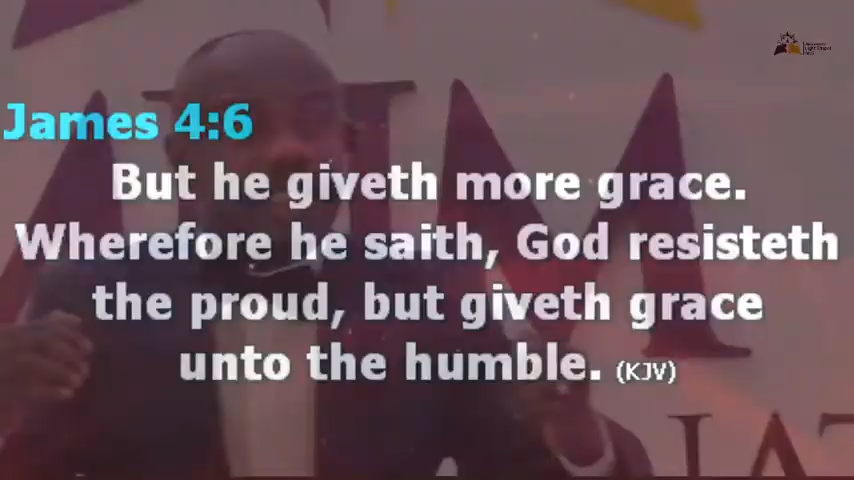 James 4:6
But he giveth more grace.
Wherefore he saith, God resisteth
the proud, but giveth grace
unto the humble. (KJV)